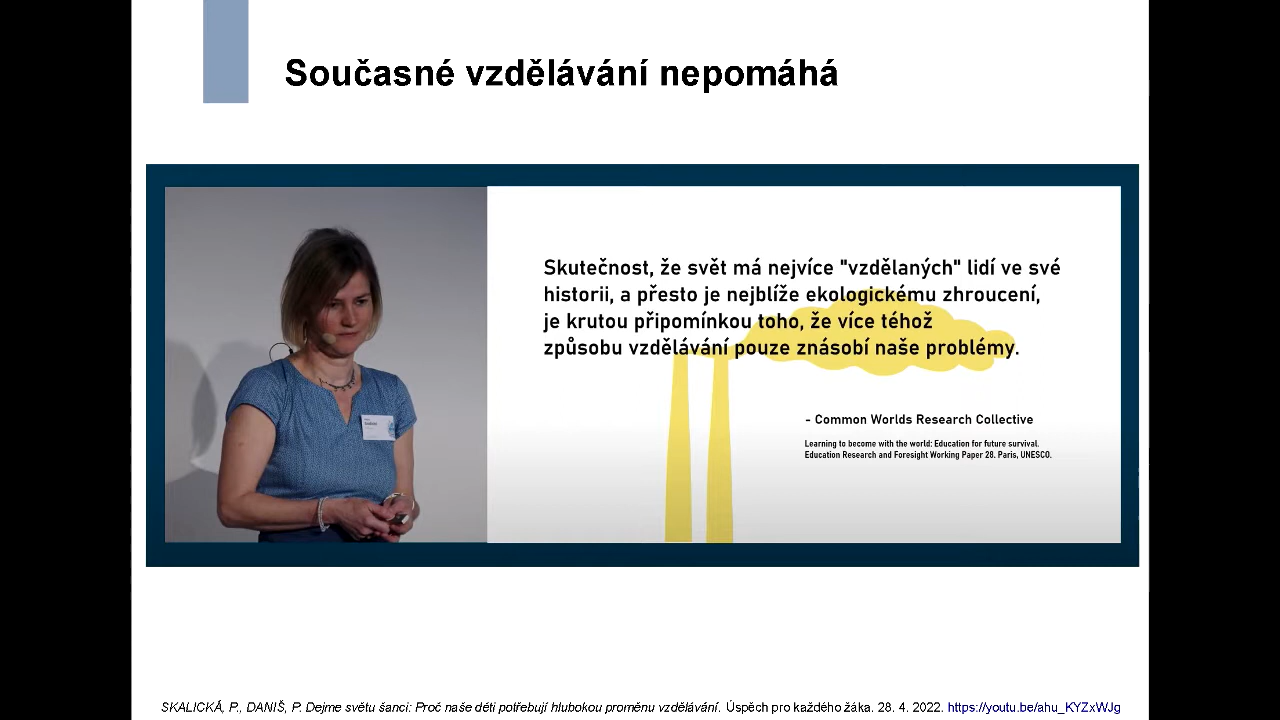 Současné vzdělávání nepomáhá
Skutečnost, že svět má nejvíce "vzdělaných" lidí ve své
historii, a přesto je nejblíže ekologickému zhroucení,
je krutou připomínkou toho, že více téhož
způsobu vzdělávání pouze znásobí naše problémy.
- Common Worlds Research Collective
Learning to become with the world: Education for future survival.
Education Research and Foresight Working Paper 28. Paris, UNESCO.
SKALICKÁ, P., DANIŠ, P. Dejme světu šanci: Proč naše děti potřebují hlubokou proměnu vzdělávání. Úspěch pro každého žáka. 28. 4. 2022. https://youtu.be/ahu_KYZxWJg